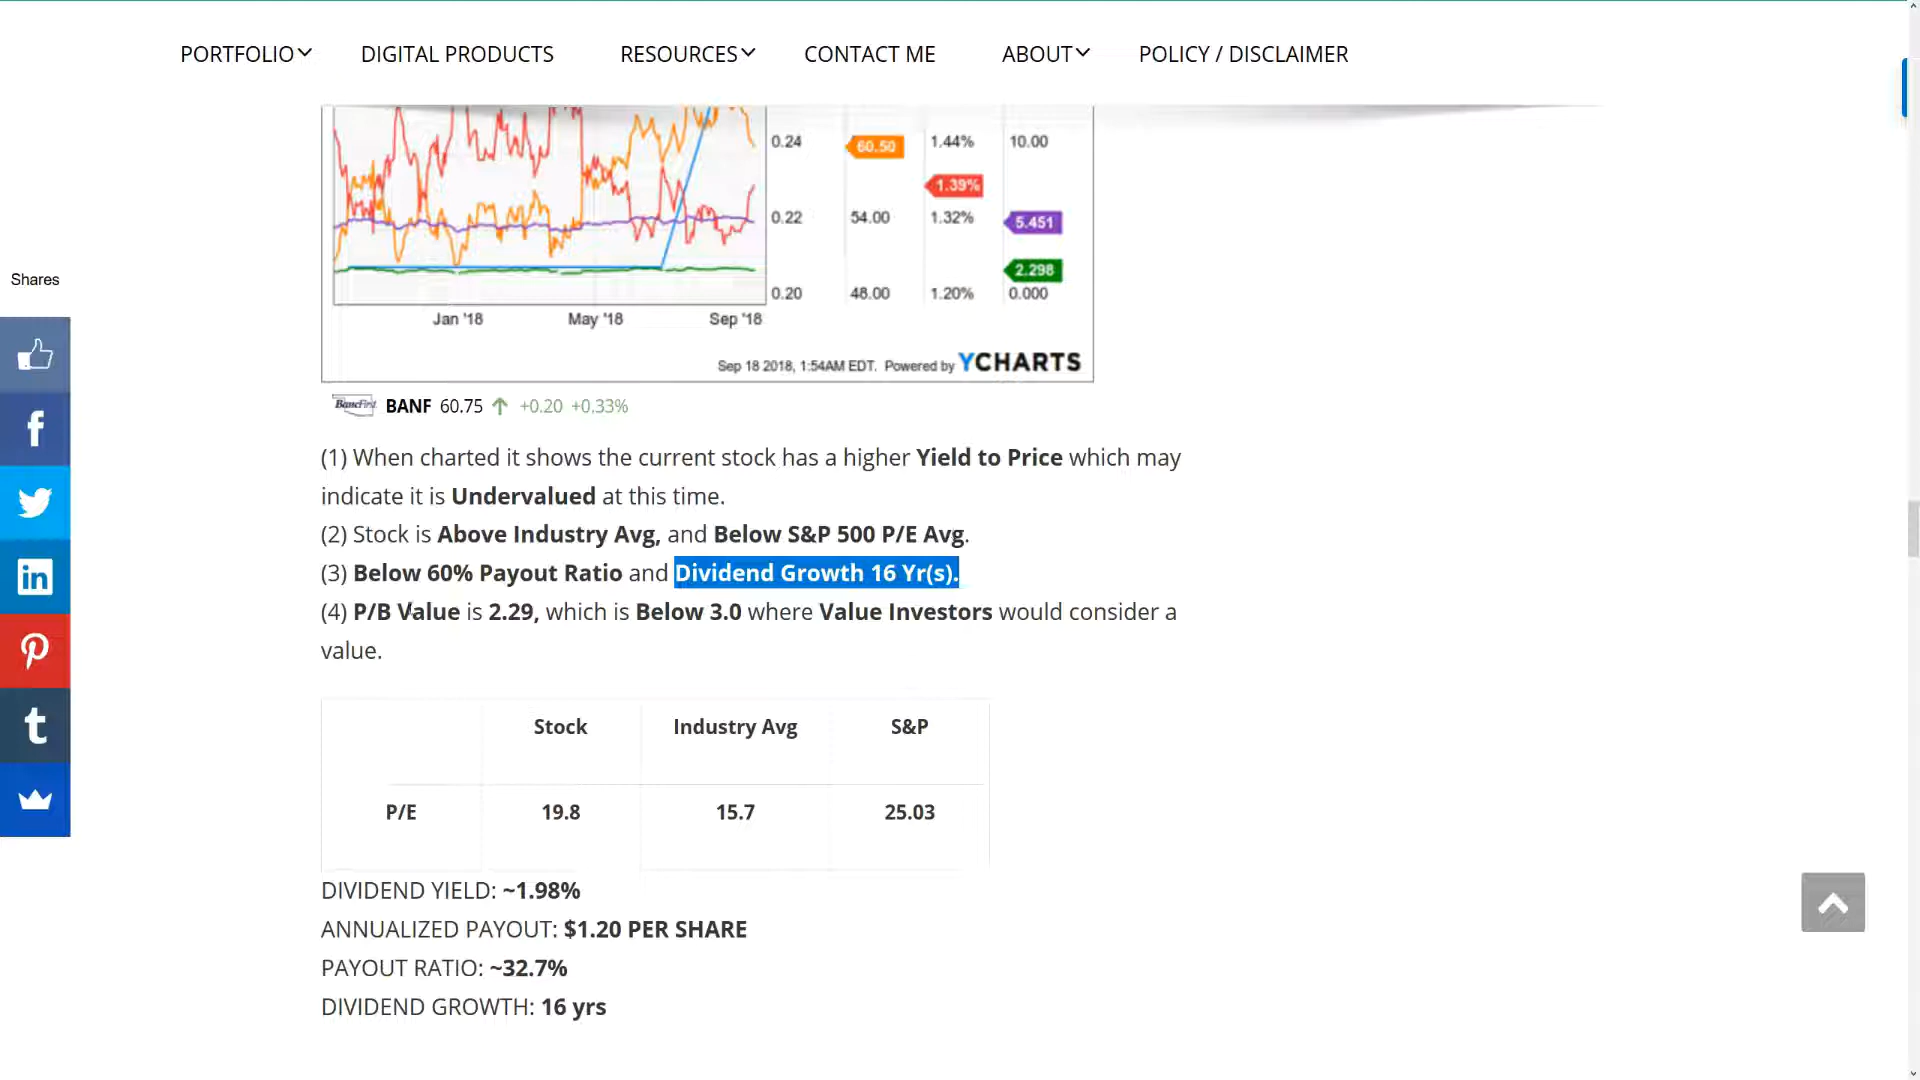 PORTFOLIO DIGITAL PRODUCTS RESOURCES CONTACT ME ABOUT POLICY / DISCLAIMER
0.24 60.50 1.44% 10.00
1.39%
0.22 54.00 1.32% 5.451
2.298
0.20 48.00 1.20% 0.000
Jan '18 May '18 Sep '18
Sep 18 2018, 1:54AM EDT. Powered by YCHARTS
BancFirst BANF 60.75 +0.20 +0.33%
(1) When charted it shows the current stock has a higher Yield to Price which may
indicate it is Undervalued at this time.
(2) Stock is Above Industry Avg, and Below S&P 500 P/E Avg.
(3) Below 60% Payout Ratio and Dividend Growth 16 Yr(s).
(4) P/B Value is 2.29, which is Below 3.0 where Value Investors would consider a
value.
Stock Industry Avg S&P
P/E 19.8 15.7 25.03
DIVIDEND YIELD: ~1.98%
ANNUALIZED PAYOUT: $1.20 PER SHARE
PAYOUT RATIO: ~32.7%
DIVIDEND GROWTH: 16 yrs
Shares
f
in
t